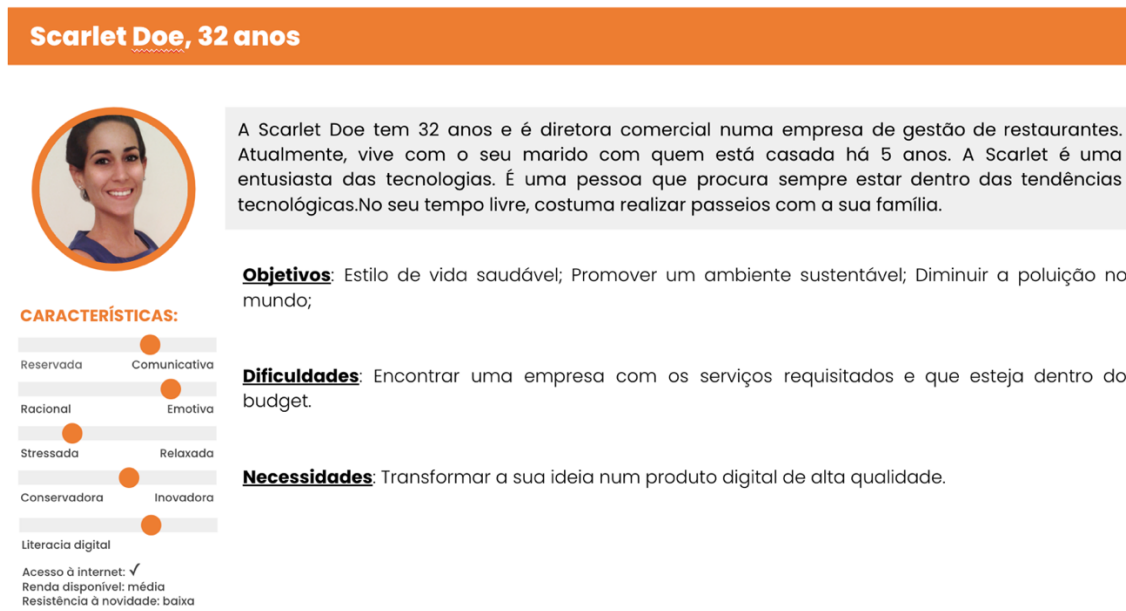 Scarlet Doe, 32 anos
A Scarlet Doe tem 32 anos e é diretora comercial numa empresa de gestão de restaurantes.
Atualmente, vive com o seu marido com quem está casada há 5 anos. A Scarlet é uma
entusiasta das tecnologias. É uma pessoa que procura sempre estar dentro das tendências
tecnológicas.No seu tempo livre, costuma realizar passeios com a sua família.
Objetivos: Estilo de vida saudável; Promover um ambiente sustentável; Diminuir a poluição no
mundo;
Dificuldades: Encontrar uma empresa com os serviços requisitados e que esteja dentro do
budget.
Necessidades: Transformar a sua ideia num produto digital de alta qualidade.
CARACTERÍSTICAS:
Reservada Comunicativa
Racional Emotiva
Stressada Relaxada
Conservadora Inovadora
Literacia digital
Acesso à internet: ✓
Renda disponível: média
Resistência à novidade: baixa